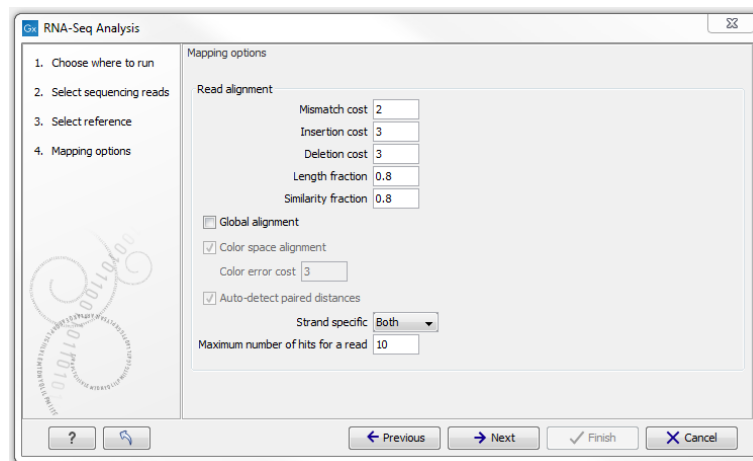 Gx RNA-Seq Analysis
1. Choose where to run
2. Select sequencing reads
3. Select reference
4. Mapping options
Mapping options
Read alignment
Mismatch cost 2
Insertion cost 3
Deletion cost 3
Length fraction 0.8
Similarity fraction 0.8
Global alignment
Color space alignment
Color error cost 3
Auto-detect paired distances
Strand specific Both
Maximum number of hits for a read 10
? Previous Next Finish Cancel